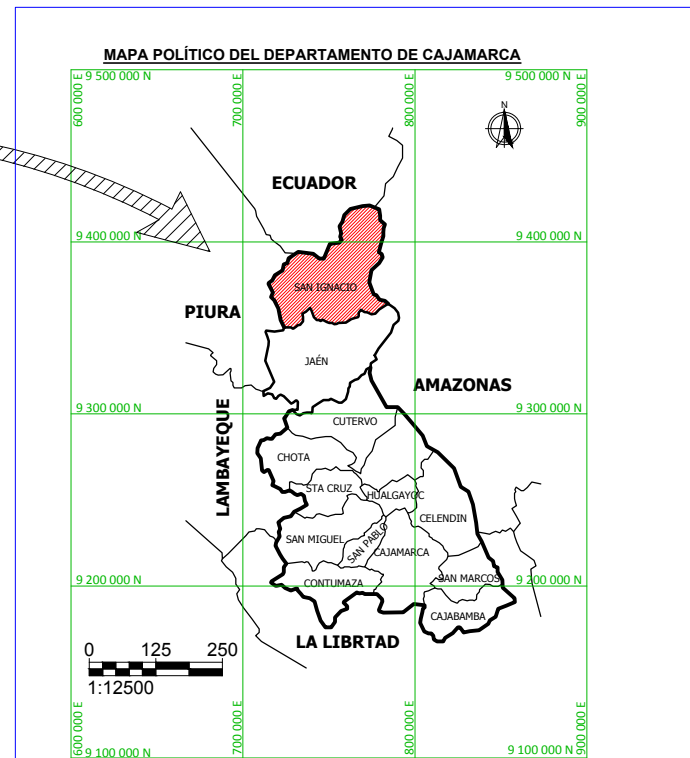 MAPA POLÍTICO DEL DEPARTAMENTO DE CAJAMARCA
9 500 000 N
9 500 000 N
600 000 E
700 000 E
800 000 E
900 000 E
N
ECUADOR
9 400 000 N
9 400 000 N
SAN IGNACIO
PIURA
JAÉN
AMAZONAS
9 300 000 N
9 300 000 N
LAMBAYEQUE
CUTERVO
CHOTA
STA CRUZ
HUALGAYOC
CELENDIN
SAN MIGUEL
SAN PABLO
CAJAMARCA
CONTUMAZA
SAN MARCOS
9 200 000 N
9 200 000 N
CAJABAMBA
LA LIBRTAD
0 125 250
1:12500
600 000 E
700 000 E
800 000 E
900 000 E
9 100 000 N
9 100 000 N